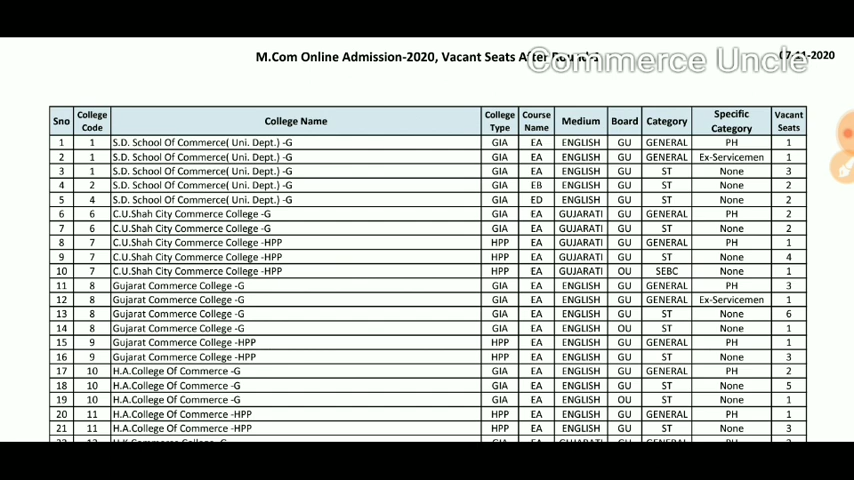 M.Com Online Admission-2020, Vacant Seats After Round-
Commerce Uncle
07-11-2020
Sno College Code College Name College Type Course Name Medium Board Category Specific Category Vacant Seats
1 1 S.D. School Of Commerce( Uni. Dept.) -G GIA EA ENGLISH GU GENERAL PH 1
2 1 S.D. School Of Commerce( Uni. Dept.) -G GIA EA ENGLISH GU GENERAL Ex-Servicemen 1
3 1 S.D. School Of Commerce( Uni. Dept.) -G GIA EA ENGLISH GU ST None 3
4 2 S.D. School Of Commerce( Uni. Dept.) -G GIA EB ENGLISH GU ST None 2
5 4 S.D. School Of Commerce( Uni. Dept.) -G GIA ED ENGLISH GU ST None 2
6 6 C.U.Shah City Commerce College -G GIA EA GUJARATI GU GENERAL PH 2
7 6 C.U.Shah City Commerce College -G GIA EA GUJARATI GU ST None 2
8 7 C.U.Shah City Commerce College -HPP HPP EA GUJARATI GU GENERAL PH 1
9 7 C.U.Shah City Commerce College -HPP HPP EA GUJARATI GU ST None 4
10 7 C.U.Shah City Commerce College -HPP HPP EA GUJARATI OU SEBC None 1
11 8 Gujarat Commerce College -G GIA EA ENGLISH GU GENERAL PH 3
12 8 Gujarat Commerce College -G GIA EA ENGLISH GU GENERAL Ex-Servicemen 1
13 8 Gujarat Commerce College -G GIA EA ENGLISH GU ST None 6
14 8 Gujarat Commerce College -G GIA EA ENGLISH OU ST None 1
15 9 Gujarat Commerce College -HPP HPP EA ENGLISH GU GENERAL PH 1
16 9 Gujarat Commerce College -HPP HPP EA ENGLISH GU ST None 3
17 10 H.A.College Of Commerce -G GIA EA ENGLISH GU GENERAL PH 2
18 10 H.A.College Of Commerce -G GIA EA ENGLISH GU ST None 5
19 10 H.A.College Of Commerce -G GIA EA ENGLISH OU ST None 1
20 11 H.A.College Of Commerce -HPP HPP EA ENGLISH GU GENERAL PH 1
21 11 H.A.College Of Commerce -HPP HPP EA ENGLISH GU ST None 3